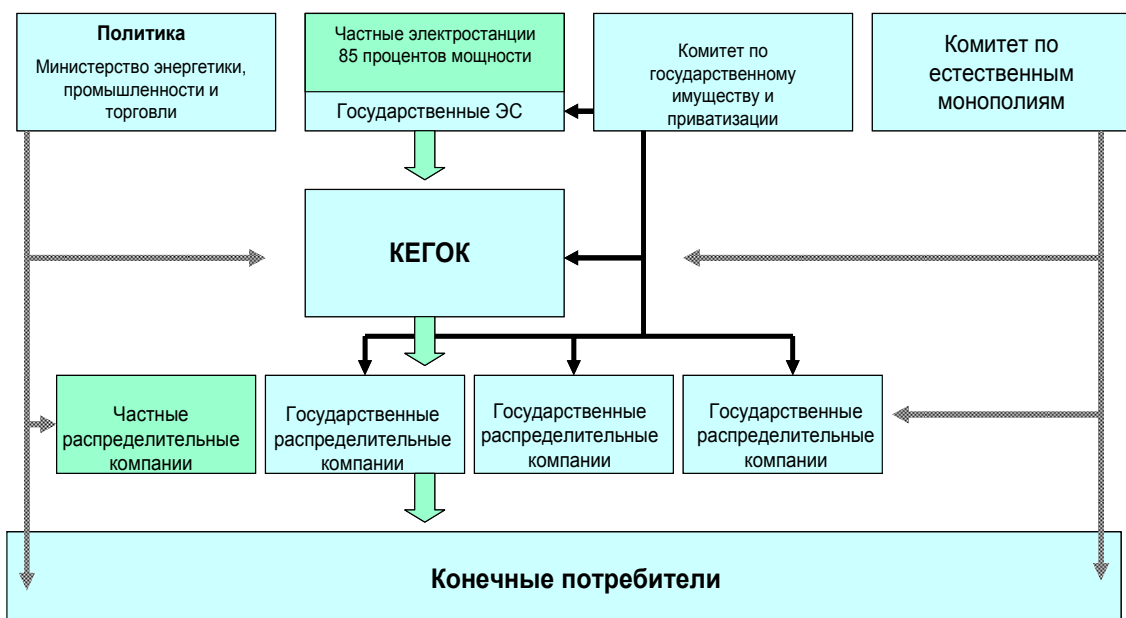 Политика
Министерство энергетики,
промышленности и
торговли
Частные электростанции
85 процентов мощности
Государственные ЭС
Комитет по
государственному
имуществу и
приватизации
Комитет по
естественным
монополиям
КЕГОК
Частные
распределительные
компании
Государственные
распределительные
компании
Государственные
распределительные
компании
Государственные
распределительные
компании
Конечные потребители